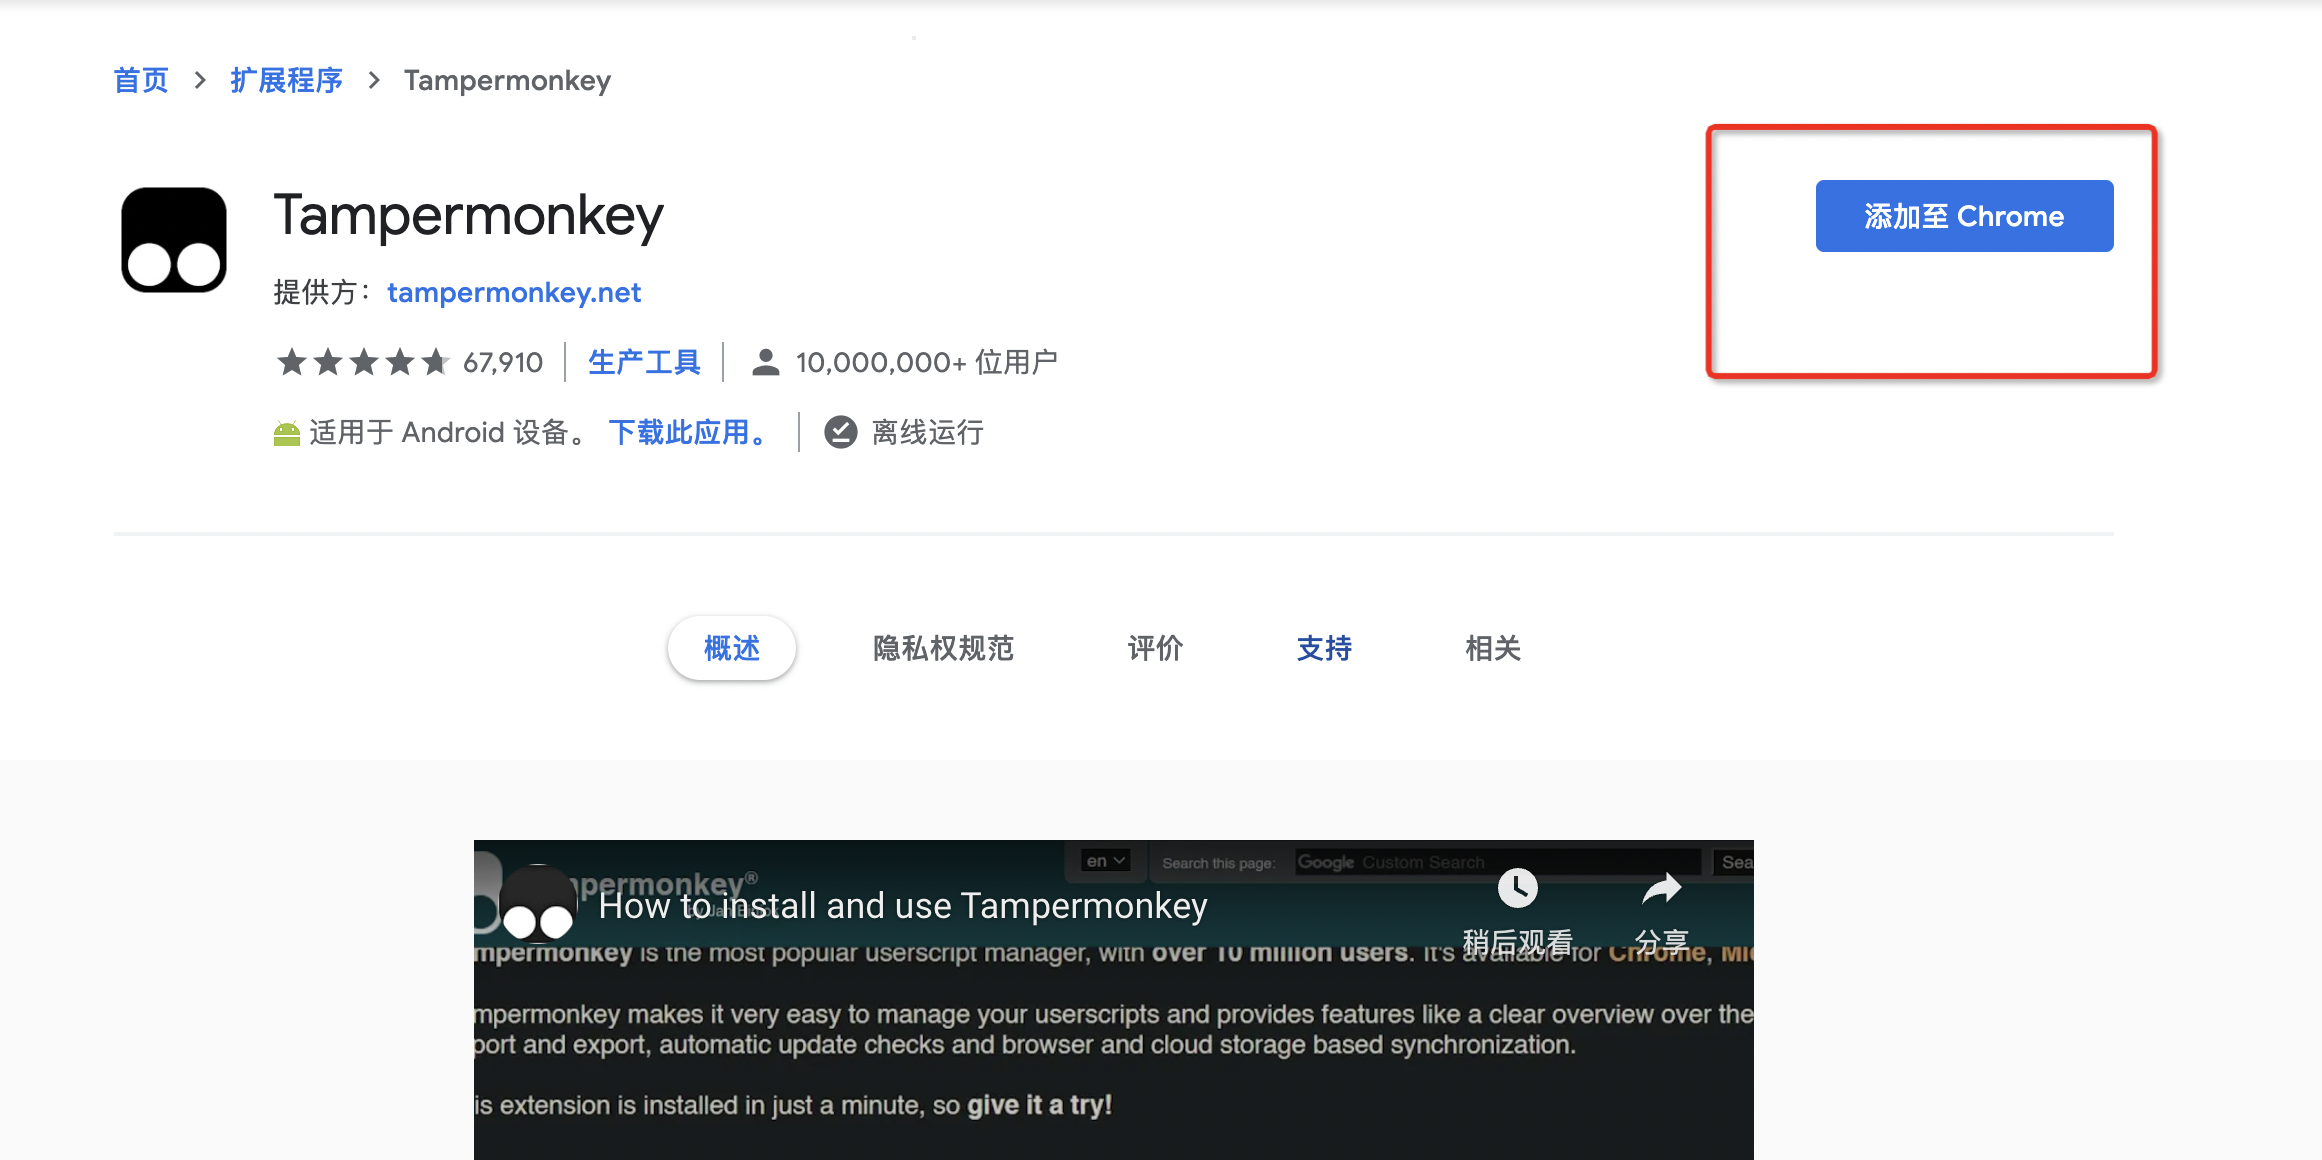 首页 > 扩展程序 > Tampermonkey
Tampermonkey
添加至 Chrome
提供方： tampermonkey.net
67,910 生产工具 10,000,000+ 位用户
适用于 Android 设备。 下载此应用。 离线运行
概述 隐私权规范 评价 支持 相关
en Search this page: Google Custom Search Sea
permonkey®
How to install and use Tampermonkey
稍后观看 分享
mpermonkey is the most popular userscript manager, with over 10 million users. It's available for Chrome, Mic
mpermonkey makes it very easy to manage your userscripts and provides features like a clear overview over the
port and export, automatic update checks and browser and cloud storage based synchronization.
is extension is installed in just a minute, so give it a try!